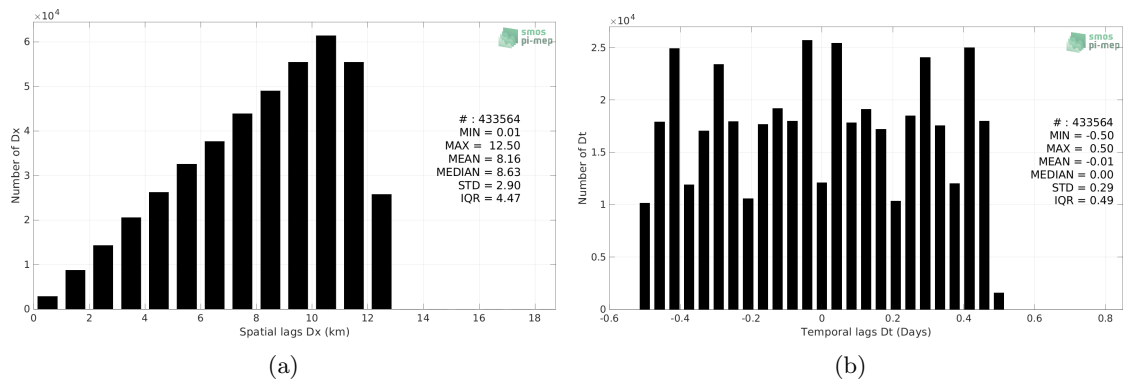 ×10⁴
smos
pi-mep
6
5
4
3
2
1
0
Number of Dx
# : 433564
MIN = 0.01
MAX = 12.50
MEAN = 8.16
MEDIAN = 8.63
STD = 2.90
IQR = 4.47
0 2 4 6 8 10 12 14 16 18
Spatial lags Dx (km)
(a)
×10⁴
smos
pi-mep
2.5
2
1.5
1
0.5
0
Number of Dt
# : 433564
MIN = -0.50
MAX = 0.50
MEAN = -0.01
MEDIAN = 0.00
STD = 0.29
IQR = 0.49
-0.6 -0.4 -0.2 0 0.2 0.4 0.6 0.8
Temporal lags Dt (Days)
(b)